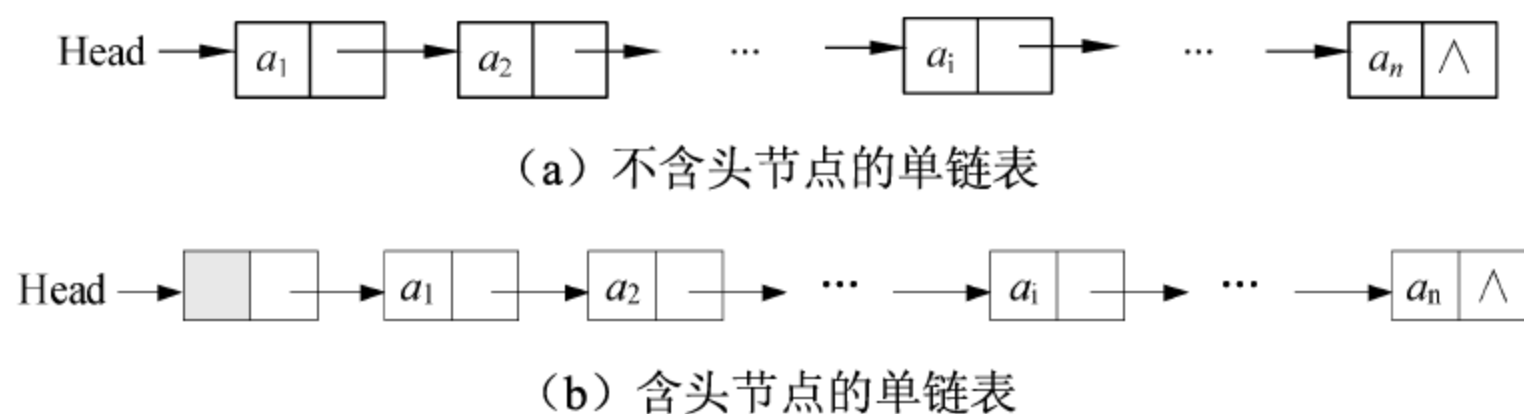 Head a1 a2 ... ai ... an ∧
（a）不含头节点的单链表
Head a1 a2 ... ai ... an ∧
（b）含头节点的单链表